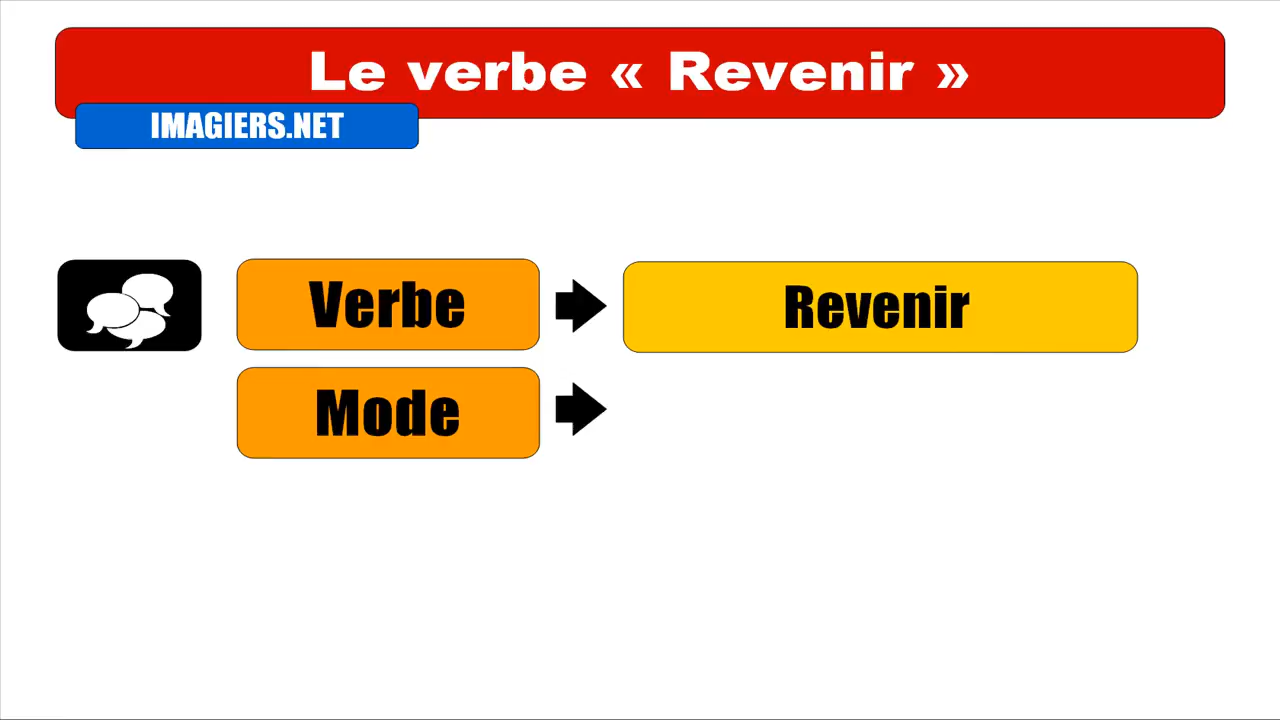 Le verbe « Revenir »
IMAGIERS.NET
Verbe
Revenir
Mode